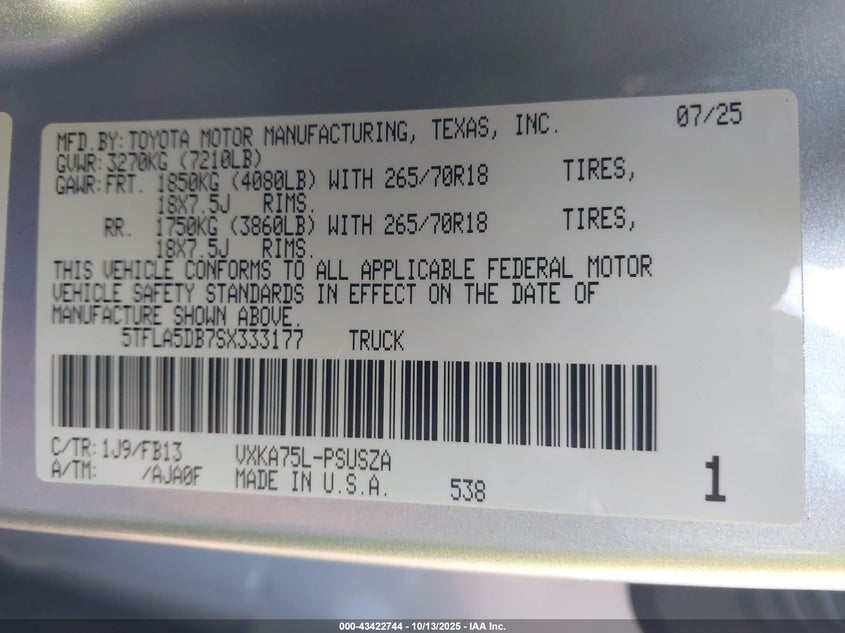 MFD.BY: TOYOTA MOTOR MANUFACTURING, TEXAS, INC. 07/25
GVWR: 3270KG (7210LB)
GAWR: FRT. 1850KG (4080LB) WITH 265/70R18 TIRES,
18X7.5J RIMS.
RR. 1750KG (3860LB) WITH 265/70R18 TIRES,
18X7.5J RIMS.
THIS VEHICLE CONFORMS TO ALL APPLICABLE FEDERAL MOTOR
VEHICLE SAFETY STANDARDS IN EFFECT ON THE DATE OF
MANUFACTURE SHOWN ABOVE.
5TFLA5DB7SX333177 TRUCK
C/TR: 1J9/FB13 VXKA75L-PSUSZA
A/TM: /AJA0F MADE IN U.S.A. 538 1
000-43422744 | 10/13/2025 - IAA Inc.